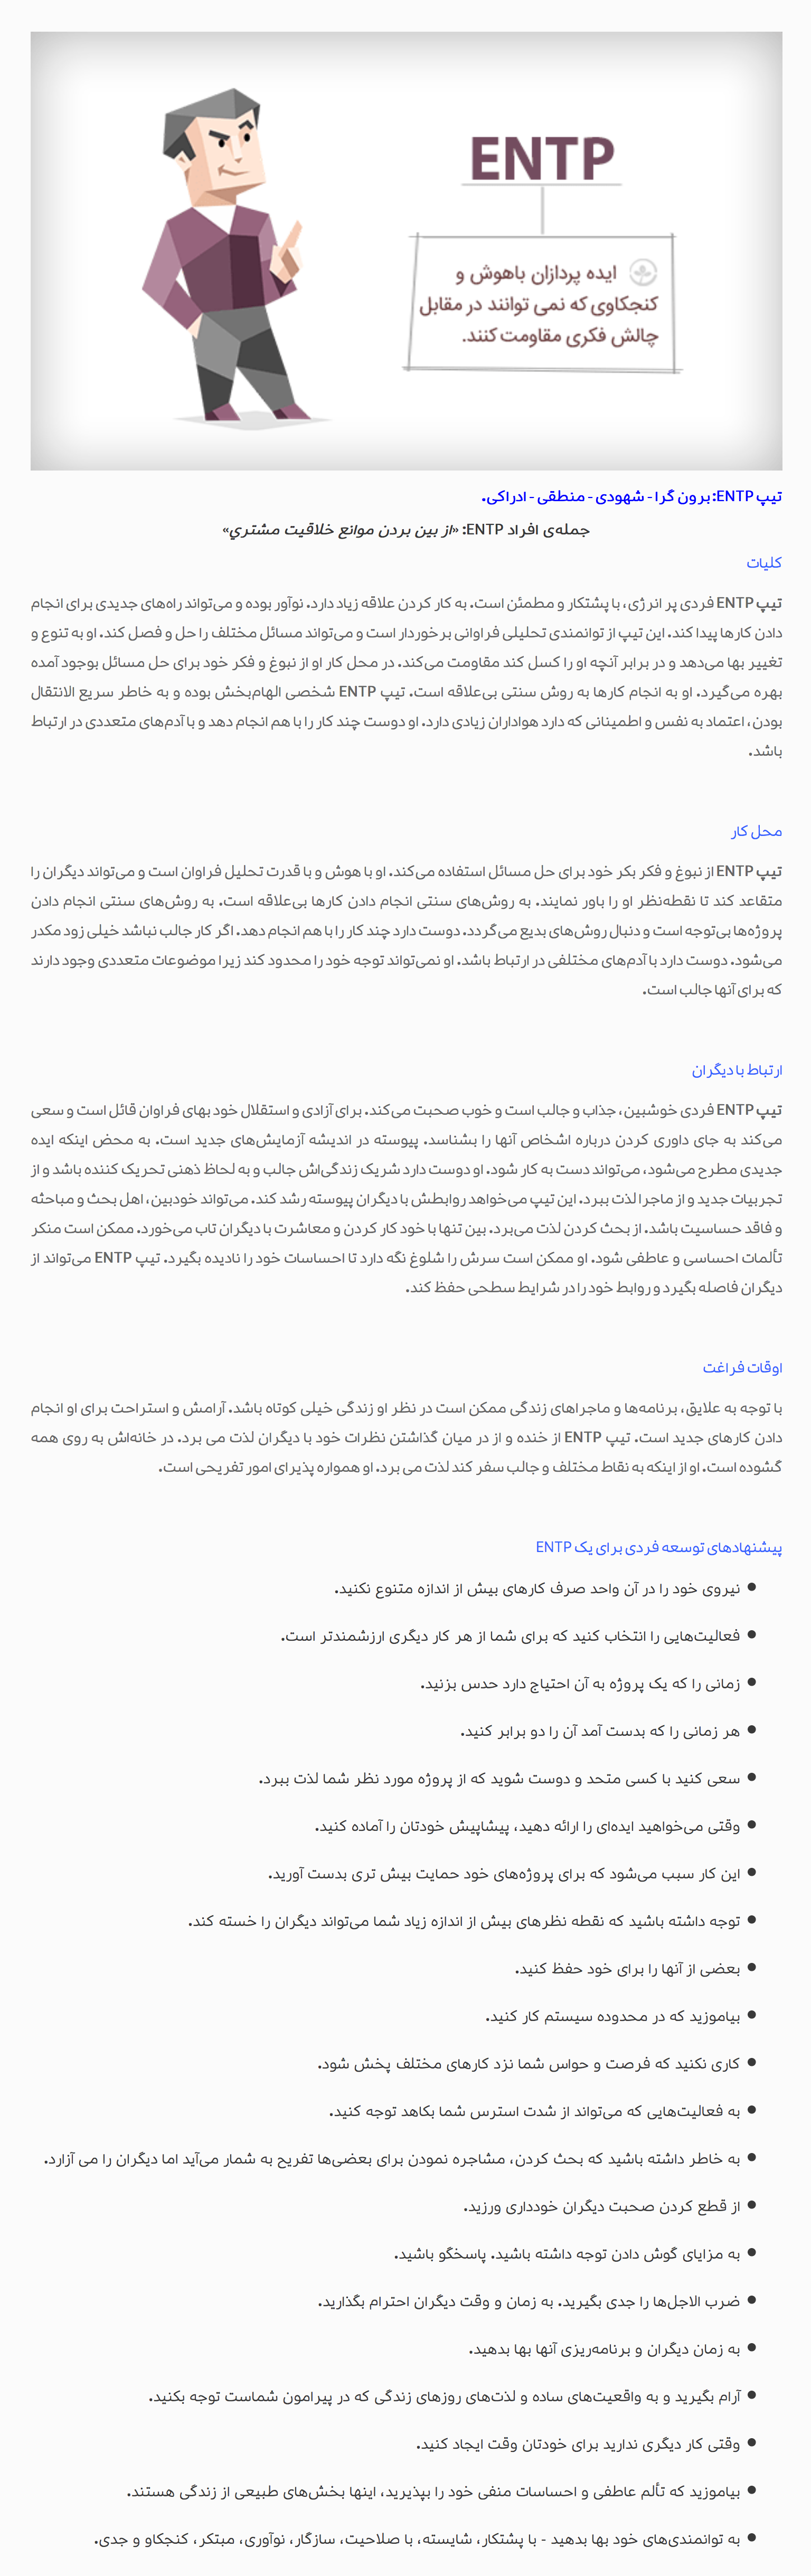 ENTP
ایده پردازان باهوش و
کنجکاوی که نمی توانند در مقابل
چالش فکری مقاومت کنند.
تیپ ENTP: برون گرا - شهودی - منطقی - ادراکی.
جمله‌ی افراد ENTP: «از بين بردن موانع خلاقيت مشتري»
کلیات
تیپ ENTP فردی پر انرژی، با پشتکار و مطمئن است. به کار کردن علاقه زیاد دارد. نوآور بوده و می‌تواند راه‌های جدیدی برای انجام
دادن کارها پیدا کند. این تیپ از توانمندی تحلیلی فراوانی برخوردار است و می‌تواند مسائل مختلف را حل و فصل کند. او به تنوع و
تغییر بها می‌دهد و در برابر آنچه او را کسل کند مقاومت می‌کند. در محل کار او از نبوغ و فکر خود برای حل مسائل بوجود آمده
بهره می‌گیرد. او به انجام کارها به روش سنتی بی‌علاقه است. تیپ ENTP شخصی الهام‌بخش بوده و به خاطر سریع الانتقال
بودن، اعتماد به نفس و اطمینانی که دارد هواداران زیادی دارد. او دوست چند کار را با هم انجام دهد و با آدم‌های متعددی در ارتباط
باشد.
محل کار
تیپ ENTP از نبوغ و فکر بکر خود برای حل مسائل استفاده می‌کند. او با هوش و با قدرت تحلیل فراوان است و می‌تواند دیگران را
متقاعد کند تا نقطه‌نظر او را باور نمایند. به روش‌های سنتی انجام دادن کارها بی‌علاقه است. به روش‌های سنتی انجام دادن
پروژه‌ها بی‌توجه است و دنبال روش‌های بدیع می‌گردد. دوست دارد چند کار را با هم انجام دهد. اگر کار جالب نباشد خیلی زود مکدر
می‌شود. دوست دارد با آدم‌های مختلفی در ارتباط باشد. او نمی‌تواند توجه خود را محدود کند زیرا موضوعات متعددی وجود دارند
که برای آنها جالب است.
ارتباط با دیگران
تیپ ENTP فردی خوشبین، جذاب و جالب است و خوب صحبت می‌کند. برای آزادی و استقلال خود بهای فراوان قائل است و سعی
می‌کند به جای داوری کردن درباره اشخاص آنها را بشناسد. پیوسته در اندیشه آزمایش‌های جدید است. به محض اینکه ایده
جدیدی مطرح می‌شود، می‌تواند دست به کار شود. او دوست دارد شریک زندگی‌اش جالب و به لحاظ ذهنی تحریک کننده باشد و از
تجربیات جدید و از ماجرا لذت ببرد. این تیپ می‌خواهد روابطش با دیگران پیوسته رشد کند. می‌تواند خودبین، اهل بحث و مباحثه
و فاقد حساسیت باشد. از بحث کردن لذت می‌برد. بین تنها با خود کار کردن و معاشرت با دیگران تاب می‌خورد. ممکن است منکر
تألمات احساسی و عاطفی شود. او ممکن است سرش را شلوغ نگه دارد تا احساسات خود را نادیده بگیرد. تیپ ENTP می‌تواند از
دیگران فاصله بگیرد و روابط خود را در شرایط سطحی حفظ کند.
اوقات فراغت
با توجه به علایق، برنامه‌ها و ماجراهای زندگی ممکن است در نظر او زندگی خیلی کوتاه باشد. آرامش و استراحت برای او انجام
دادن کارهای جدید است. تیپ ENTP از خنده و از در میان گذاشتن نظرات خود با دیگران لذت می برد. در خانه‌اش به روی همه
گشوده است. او از اینکه به نقاط مختلف و جالب سفر کند لذت می برد. او همواره پذیرای امور تفریحی است.
پیشنهادهای توسعه فردی برای یک ENTP
● نیروی خود را در آن واحد صرف کارهای بیش از اندازه متنوع نکنید.
● فعالیت‌هایی را انتخاب کنید که برای شما از هر کار دیگری ارزشمندتر است.
● زمانی را که یک پروژه به آن احتیاج دارد حدس بزنید.
● هر زمانی را که بدست آمد آن را دو برابر کنید.
● سعی کنید با کسی متحد و دوست شوید که از پروژه مورد نظر شما لذت ببرد.
● وقتی می‌خواهید ایده‌ای را ارائه دهید، پیشاپیش خودتان را آماده کنید.
● این کار سبب می‌شود که برای پروژه‌های خود حمایت بیش تری بدست آورید.
● توجه داشته باشید که نقطه نظرهای بیش از اندازه زیاد شما می‌تواند دیگران را خسته کند.
● بعضی از آنها را برای خود حفظ کنید.
● بیاموزید که در محدوده سیستم کار کنید.
● کاری نکنید که فرصت و حواس شما نزد کارهای مختلف پخش شود.
● به فعالیت‌هایی که می‌تواند از شدت استرس شما بکاهد توجه کنید.
● به خاطر داشته باشید که بحث کردن، مشاجره نمودن برای بعضی‌ها تفریح به شمار می‌آید اما دیگران را می آزارد.
● از قطع کردن صحبت دیگران خودداری ورزید.
● به مزایای گوش دادن توجه داشته باشید. پاسخگو باشید.
● ضرب الاجل‌ها را جدی بگیرید. به زمان و وقت دیگران احترام بگذارید.
● به زمان دیگران و برنامه‌ریزی آنها بها بدهید.
● آرام بگیرید و به واقعیت‌های ساده و لذت‌های روزهای زندگی که در پیرامون شماست توجه بکنید.
● وقتی کار دیگری ندارید برای خودتان وقت ایجاد کنید.
● بیاموزید که تألم عاطفی و احساسات منفی خود را بپذیرید، اینها بخش‌های طبیعی از زندگی هستند.
● به توانمندی‌های خود بها بدهید - با پشتکار، شایسته، با صلاحیت، سازگار، نوآوری، مبتکر، کنجکاو و جدی.